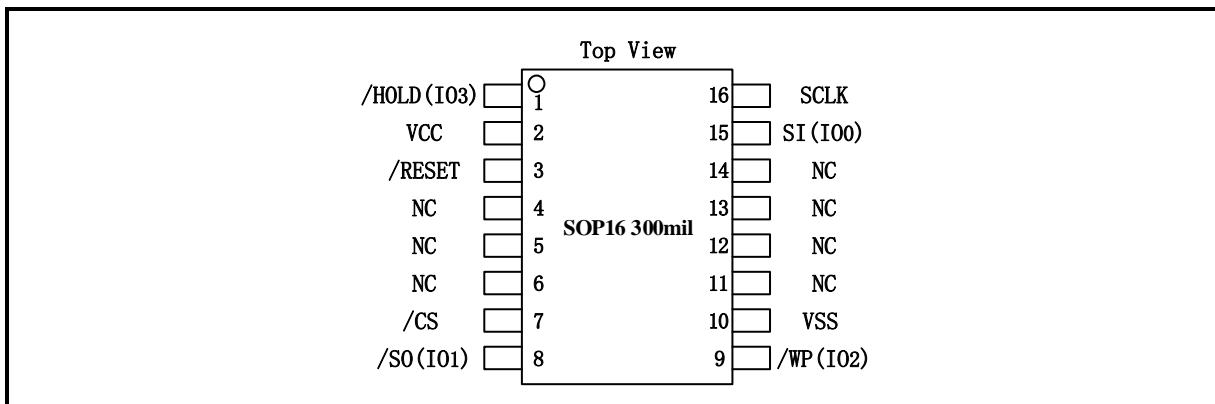 Top View
/HOLD(IO3) 1 16 SCLK
VCC 2 15 SI(IO0)
/RESET 3 14 NC
NC 4 13 NC
SOP16 300mil
NC 5 12 NC
NC 6 11 NC
/CS 7 10 VSS
/SO(IO1) 8 9 /WP(IO2)